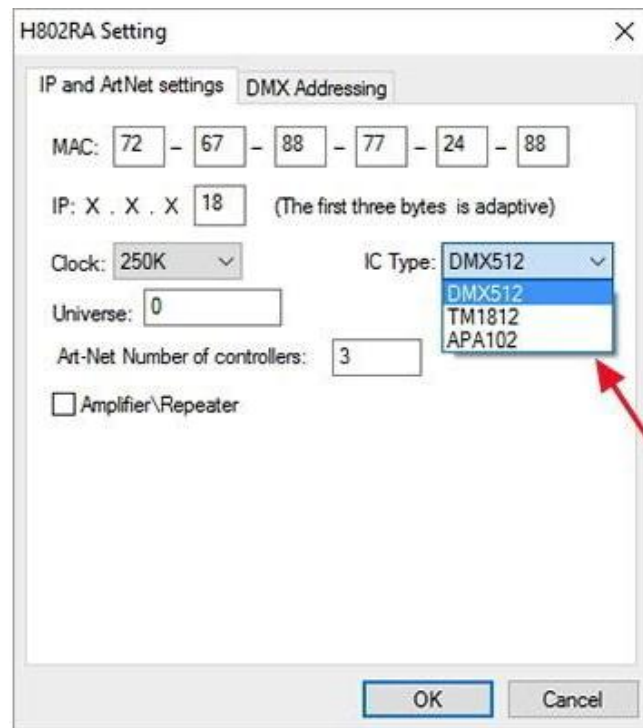 H802RA Setting
IP and ArtNet settings DMX Addressing
MAC: 72 - 67 - 88 - 77 - 24 - 88
IP: X . X . X 18 (The first three bytes is adaptive)
Clock: 250K IC Type: DMX512
DMX512
Universe: 0 TM1812
APA102
Art-Net Number of controllers: 3
Amplifier\Repeater
OK Cancel